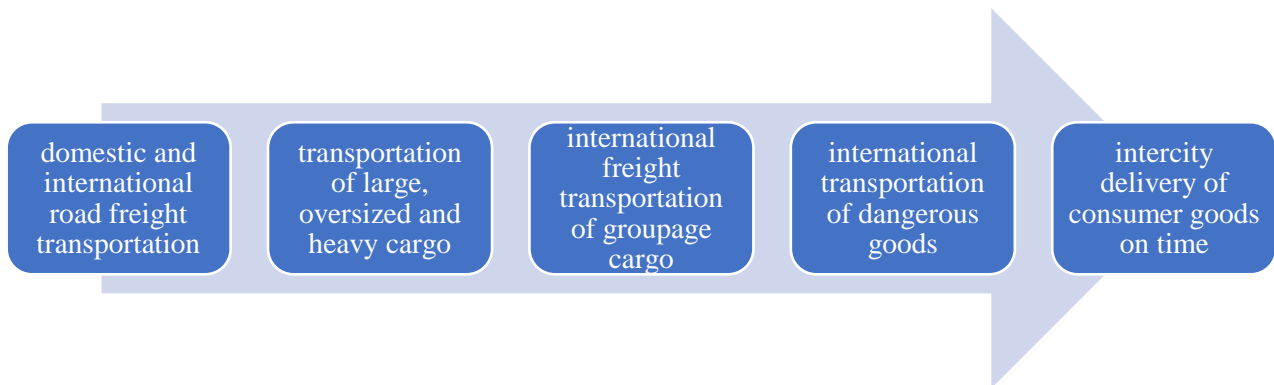 domestic and
international
road freight
transportation
transportation
of large,
oversized and
heavy cargo
international
freight
transportation
of groupage
cargo
international
transportation
of dangerous
goods
intercity
delivery of
consumer goods
on time